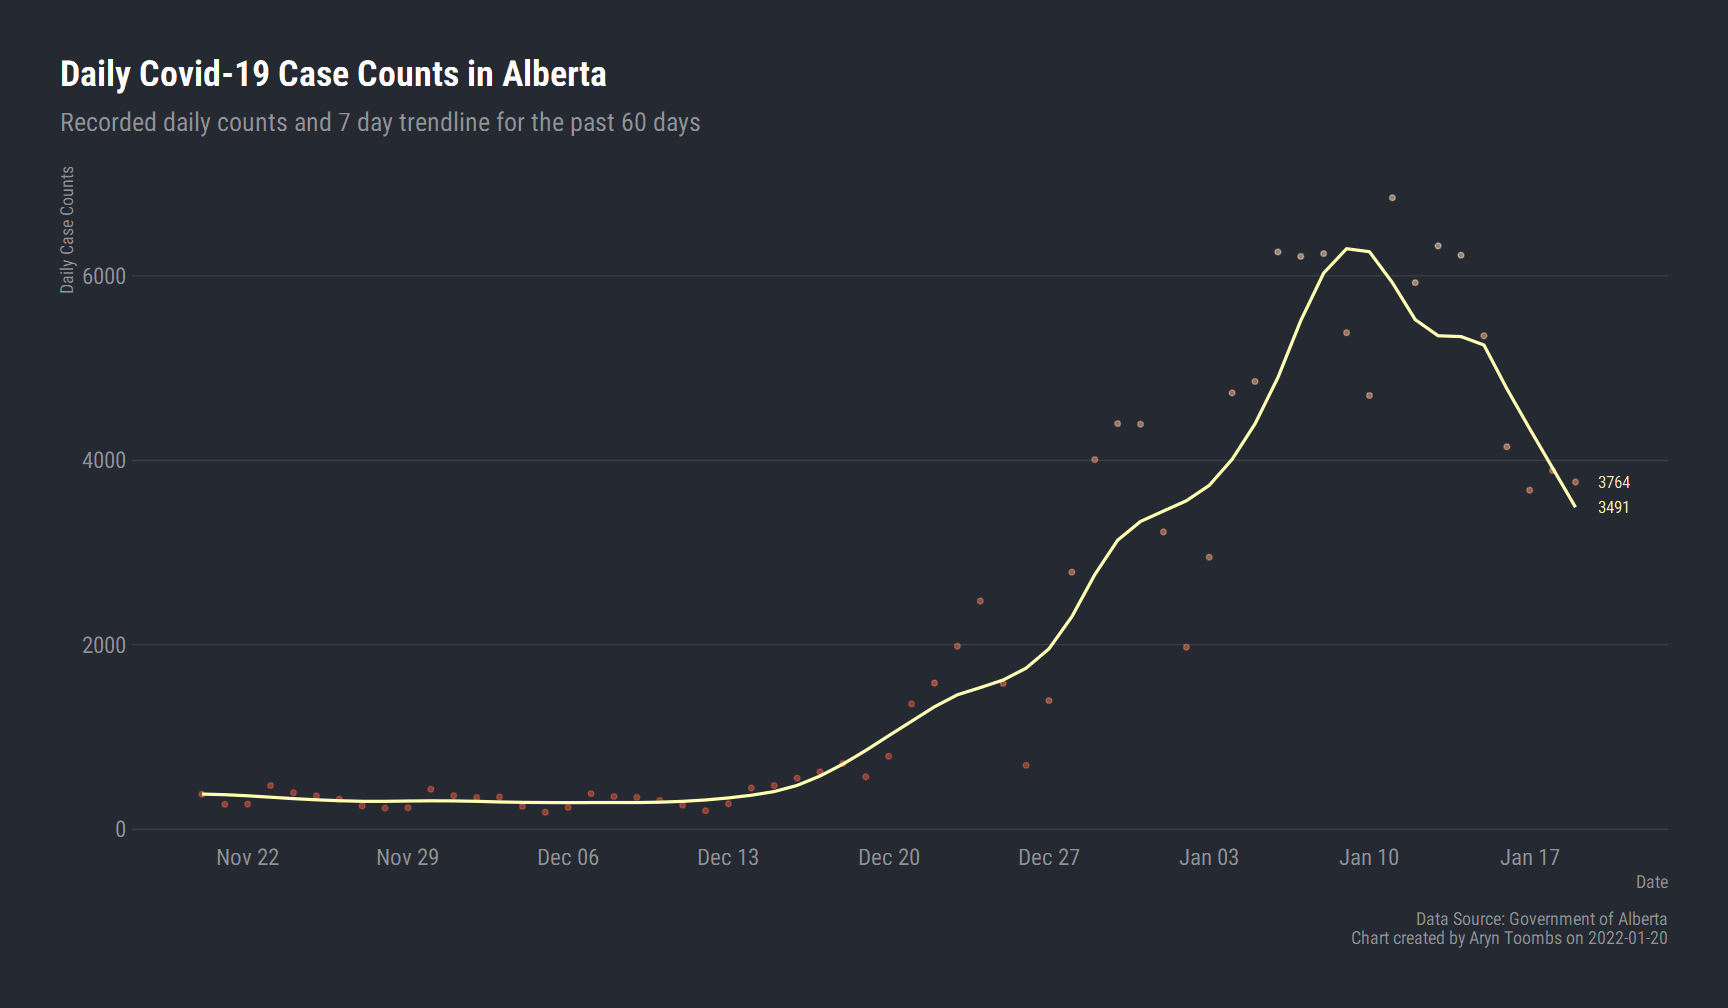 Daily Covid-19 Case Counts in Alberta
Recorded daily counts and 7 day trendline for the past 60 days
Daily Case Counts
6000
4000
2000
0
3764
3491
Nov 22 Nov 29 Dec 06 Dec 13 Dec 20 Dec 27 Jan 03 Jan 10 Jan 17
Date
Data Source: Government of Alberta
Chart created by Aryn Toombs on 2022-01-20